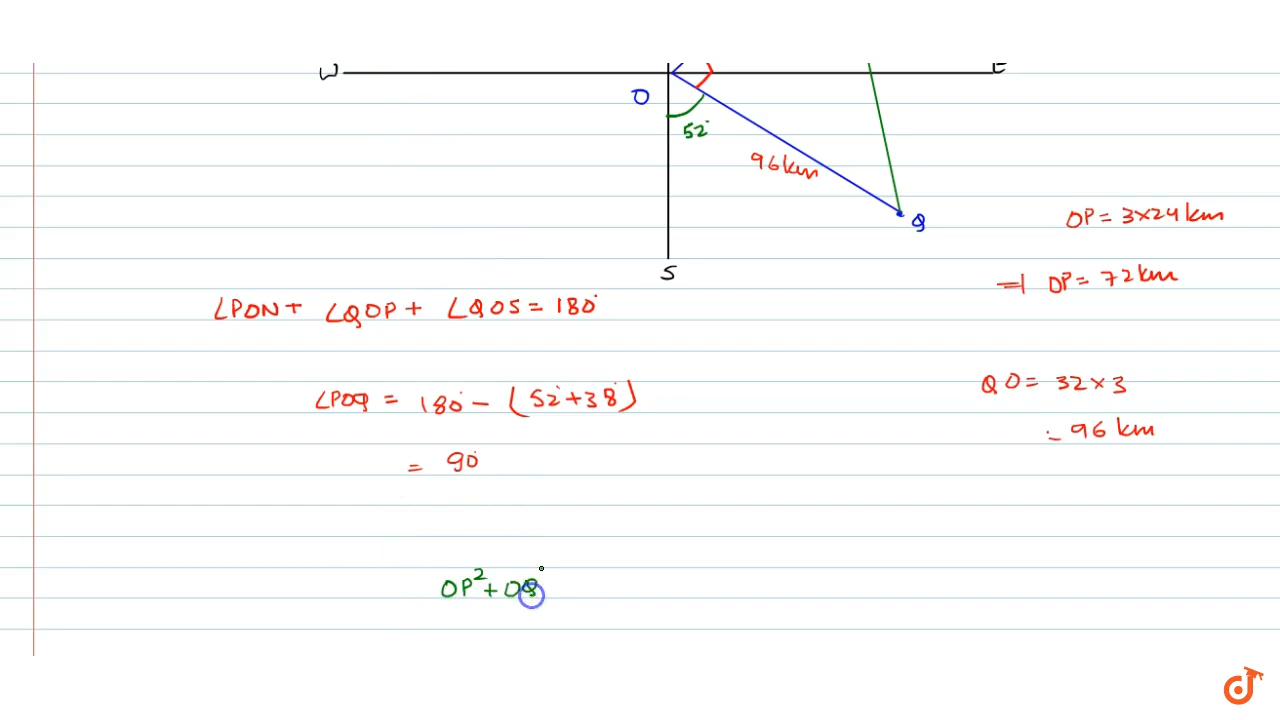 W E
O
52°
96km
Q
OP = 3×24 km
S
⇒ OP = 72 km
∠PON + ∠QOP + ∠QOS = 180°
QO = 32 × 3
∠POQ = 180° - (52° + 38°)
= 96 km
= 90°
OP² + OQ
d